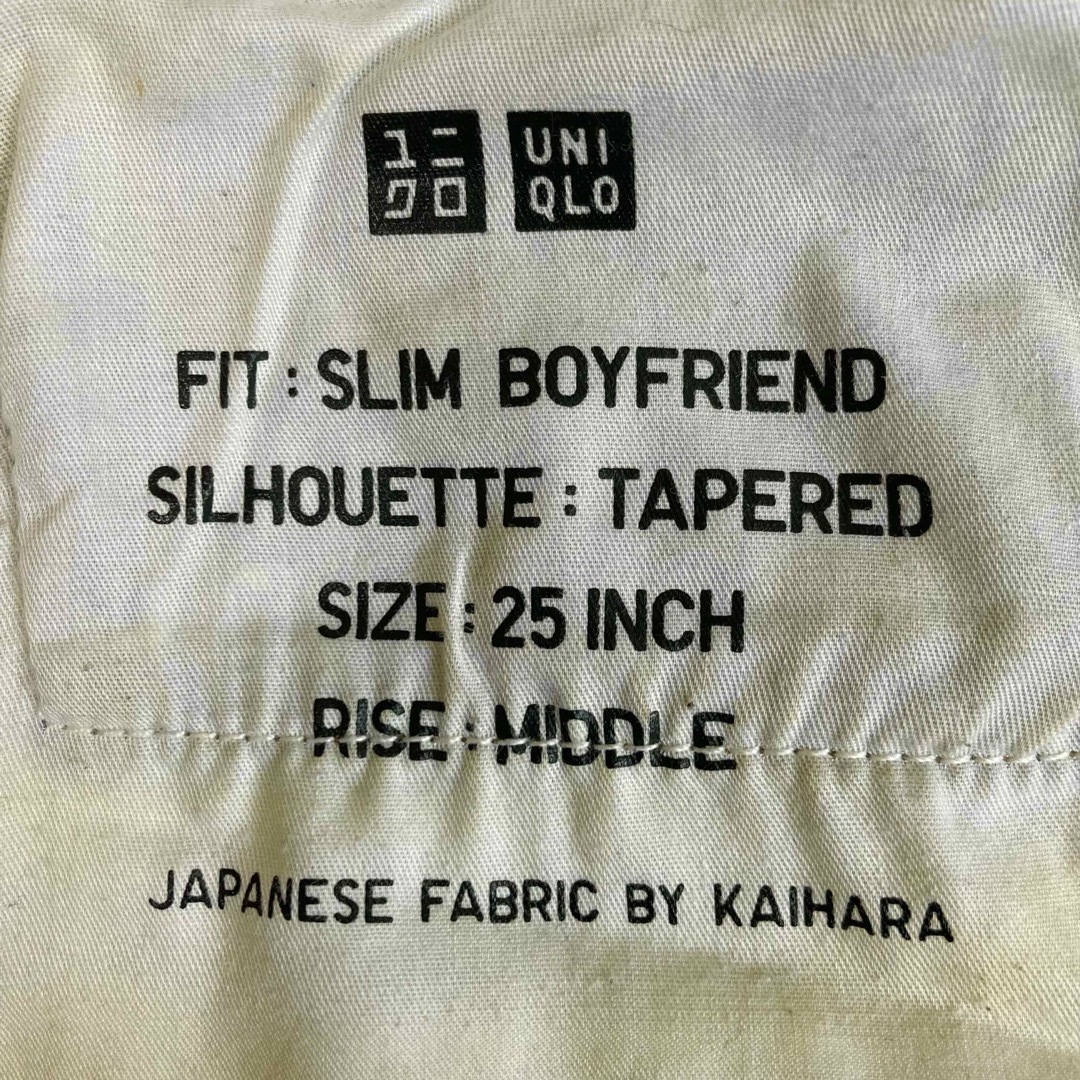 ユニ
クロ
UNI
QLO
FIT : SLIM BOYFRIEND
SILHOUETTE : TAPERED
SIZE : 25 INCH
RISE : MIDDLE
JAPANESE FABRIC BY KAIHARA